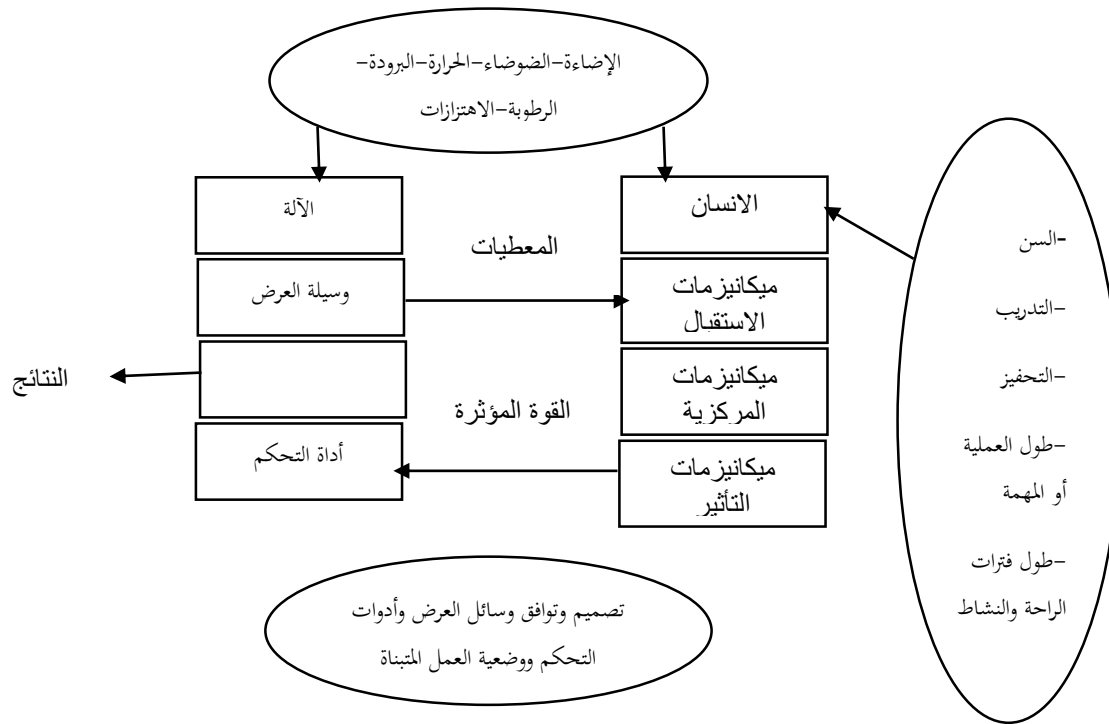 الإضاءة–الضوضاء–الحرارة–البرودة–
الرطوبة–الاهتزازات
الانسان
الآلة
المعطيات
ميكانيزمات
الاستقبال
وسيلة العرض
ميكانيزمات
المركزية
النتائج
القوة المؤثرة
ميكانيزمات
التأثير
أداة التحكم
-السن
–التدريب
–التحفيز
–طول العملية
أو المهمة
–طول فترات
الراحة والنشاط
تصميم وتوافق وسائل العرض وأدوات
التحكم ووضعية العمل المتبناة